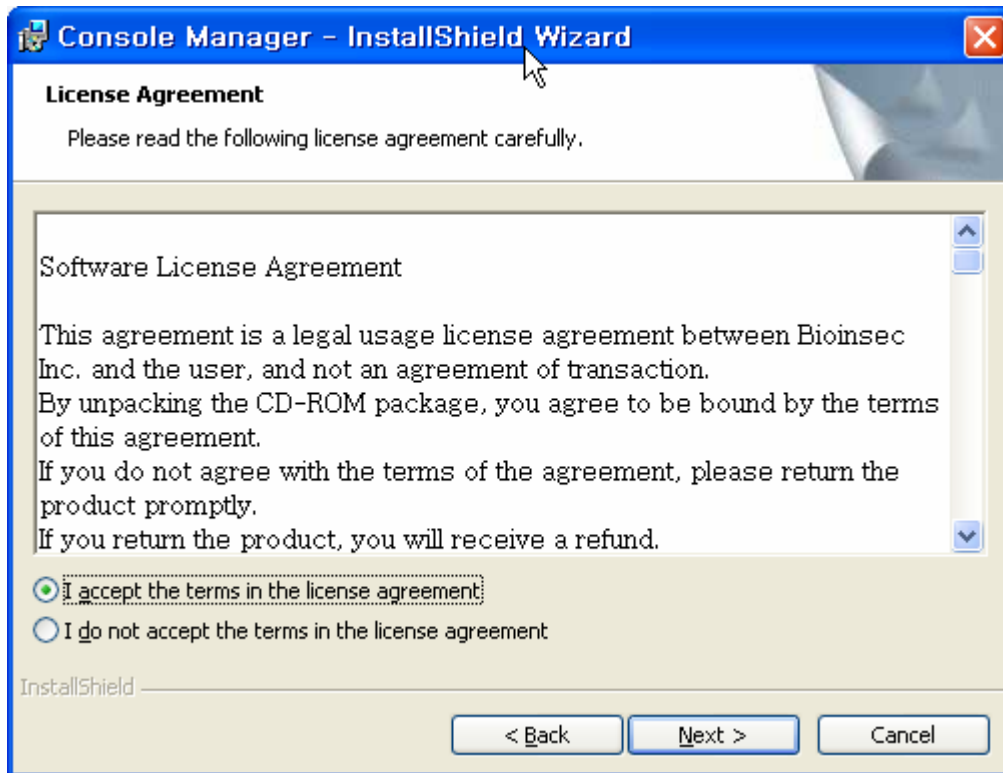 Console Manager - InstallShield Wizard
License Agreement
Please read the following license agreement carefully.
Software License Agreement
This agreement is a legal usage license agreement between Bioinsec
Inc. and the user, and not an agreement of transaction.
By unpacking the CD-ROM package, you agree to be bound by the terms
of this agreement.
If you do not agree with the terms of the agreement, please return the
product promptly.
If you return the product, you will receive a refund.
I accept the terms in the license agreement
I do not accept the terms in the license agreement
InstallShield
< Back Next > Cancel